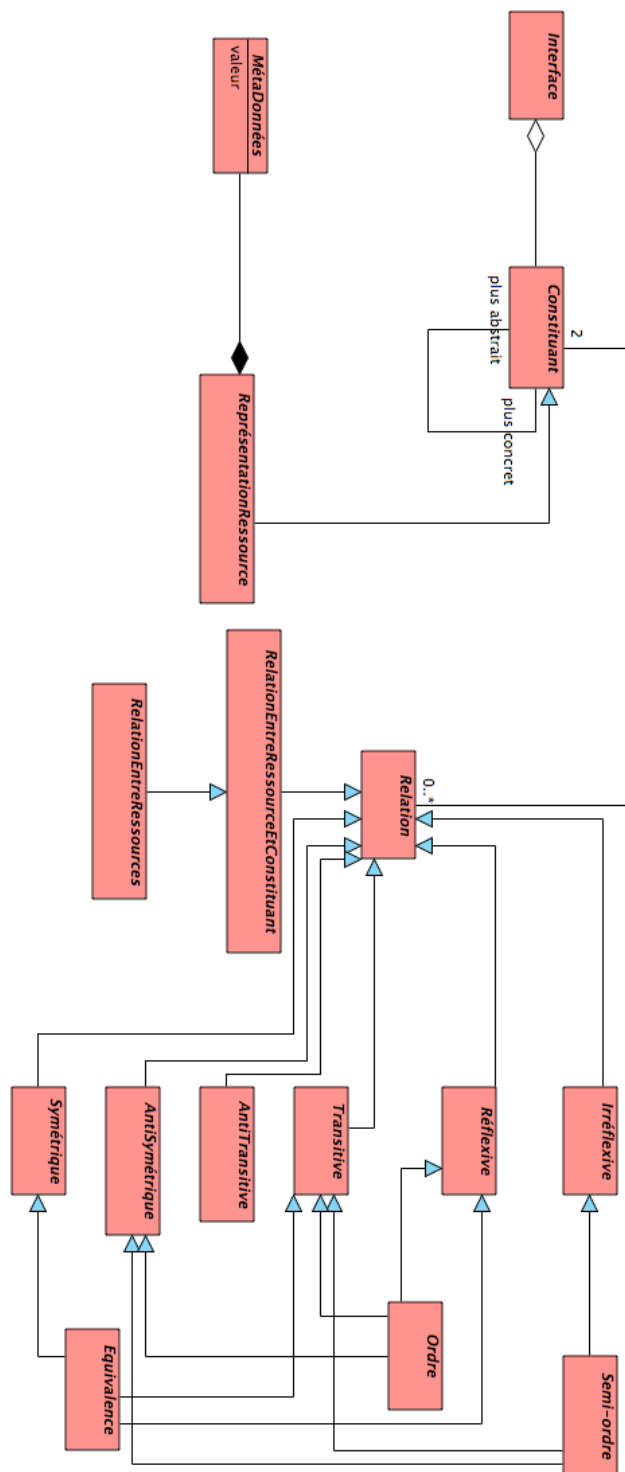 Interface
MétaDonnées
valeur
Constituant
2
plus abstrait
plus concret
ReprésentationRessource
Relation
0..*
RelationEntreRessourceEtConstituant
RelationEntreRessources
Irréflexive
Réflexive
Transitive
AntiTransitive
AntiSymétrique
Symétrique
Semi-ordre
Ordre
Equivalence